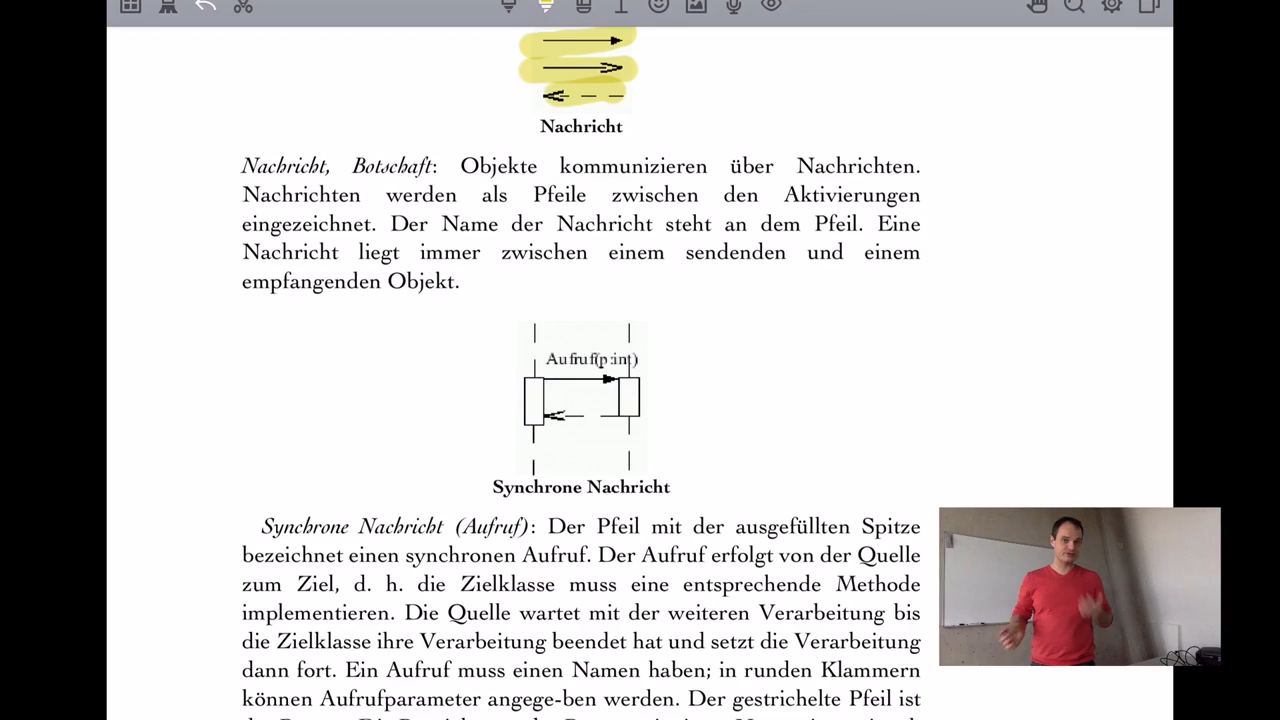 Nachricht
Nachricht, Botschaft: Objekte kommunizieren über Nachrichten.
Nachrichten werden als Pfeile zwischen den Aktivierungen
eingezeichnet. Der Name der Nachricht steht an dem Pfeil. Eine
Nachricht liegt immer zwischen einem sendenden und einem
empfangenden Objekt.
Aufruf(p:int)
Synchrone Nachricht
Synchrone Nachricht (Aufruf): Der Pfeil mit der ausgefüllten Spitze
bezeichnet einen synchronen Aufruf. Der Aufruf erfolgt von der Quelle
zum Ziel, d. h. die Zielklasse muss eine entsprechende Methode
implementieren. Die Quelle wartet mit der weiteren Verarbeitung bis
die Zielklasse ihre Verarbeitung beendet hat und setzt die Verarbeitung
dann fort. Ein Aufruf muss einen Namen haben; in runden Klammern
können Aufrufparameter angege-ben werden. Der gestrichelte Pfeil ist